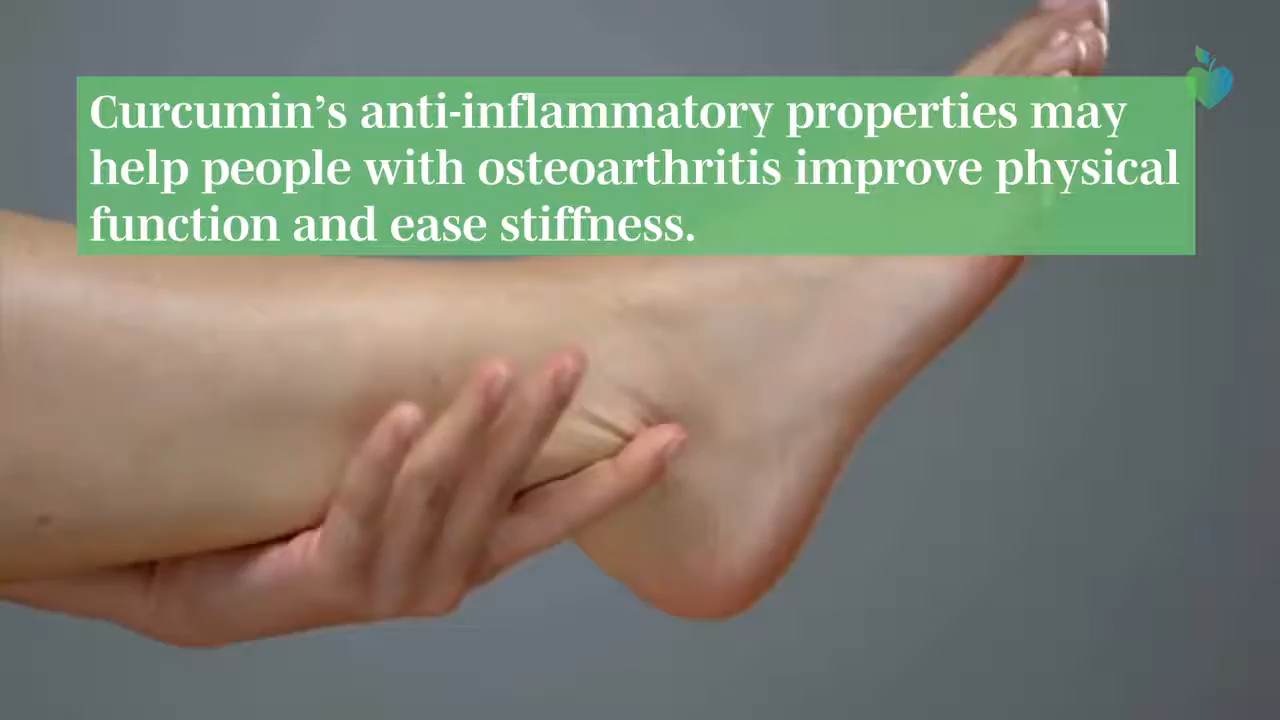 Curcumin’s anti-inflammatory properties may
help people with osteoarthritis improve physical
function and ease stiffness.